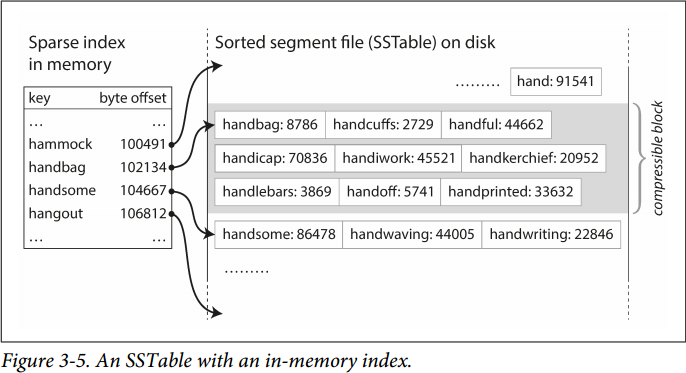 Sparse index
in memory
key byte offset
... ...
hammock 100491
handbag 102134
handsome 104667
hangout 106812
... ...
Sorted segment file (SSTable) on disk
......... hand: 91541
handbag: 8786 handcuffs: 2729 handful: 44662
handicap: 70836 handiwork: 45521 handkerchief: 20952
handlebars: 3869 handoff: 5741 handprinted: 33632
handsome: 86478 handwaving: 44005 handwriting: 22846
.........
compressible block
Figure 3-5. An SSTable with an in-memory index.